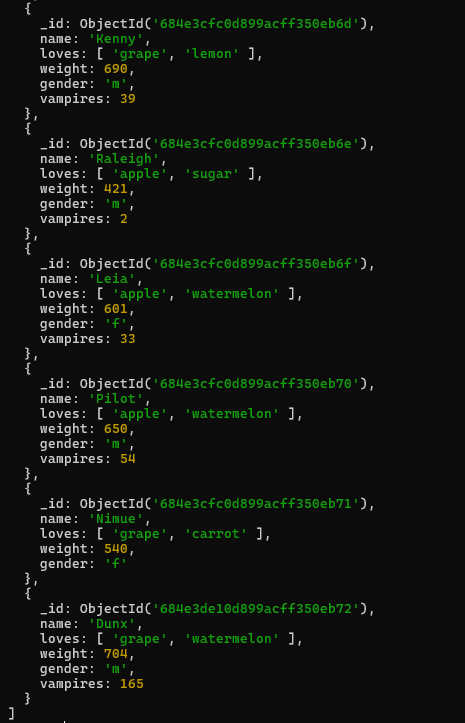 {
_id: ObjectId('684e3cfc0d899acff350eb6d'),
name: 'Kenny',
loves: [ 'grape', 'lemon' ],
weight: 690,
gender: 'm',
vampires: 39
},
{
_id: ObjectId('684e3cfc0d899acff350eb6e'),
name: 'Raleigh',
loves: [ 'apple', 'sugar' ],
weight: 421,
gender: 'm',
vampires: 2
},
{
_id: ObjectId('684e3cfc0d899acff350eb6f'),
name: 'Leia',
loves: [ 'apple', 'watermelon' ],
weight: 601,
gender: 'f',
vampires: 33
},
{
_id: ObjectId('684e3cfc0d899acff350eb70'),
name: 'Pilot',
loves: [ 'apple', 'watermelon' ],
weight: 650,
gender: 'm',
vampires: 54
},
{
_id: ObjectId('684e3cfc0d899acff350eb71'),
name: 'Nimue',
loves: [ 'grape', 'carrot' ],
weight: 540,
gender: 'f'
},
{
_id: ObjectId('684e3de10d899acff350eb72'),
name: 'Dunx',
loves: [ 'grape', 'watermelon' ],
weight: 704,
gender: 'm',
vampires: 165
}
]